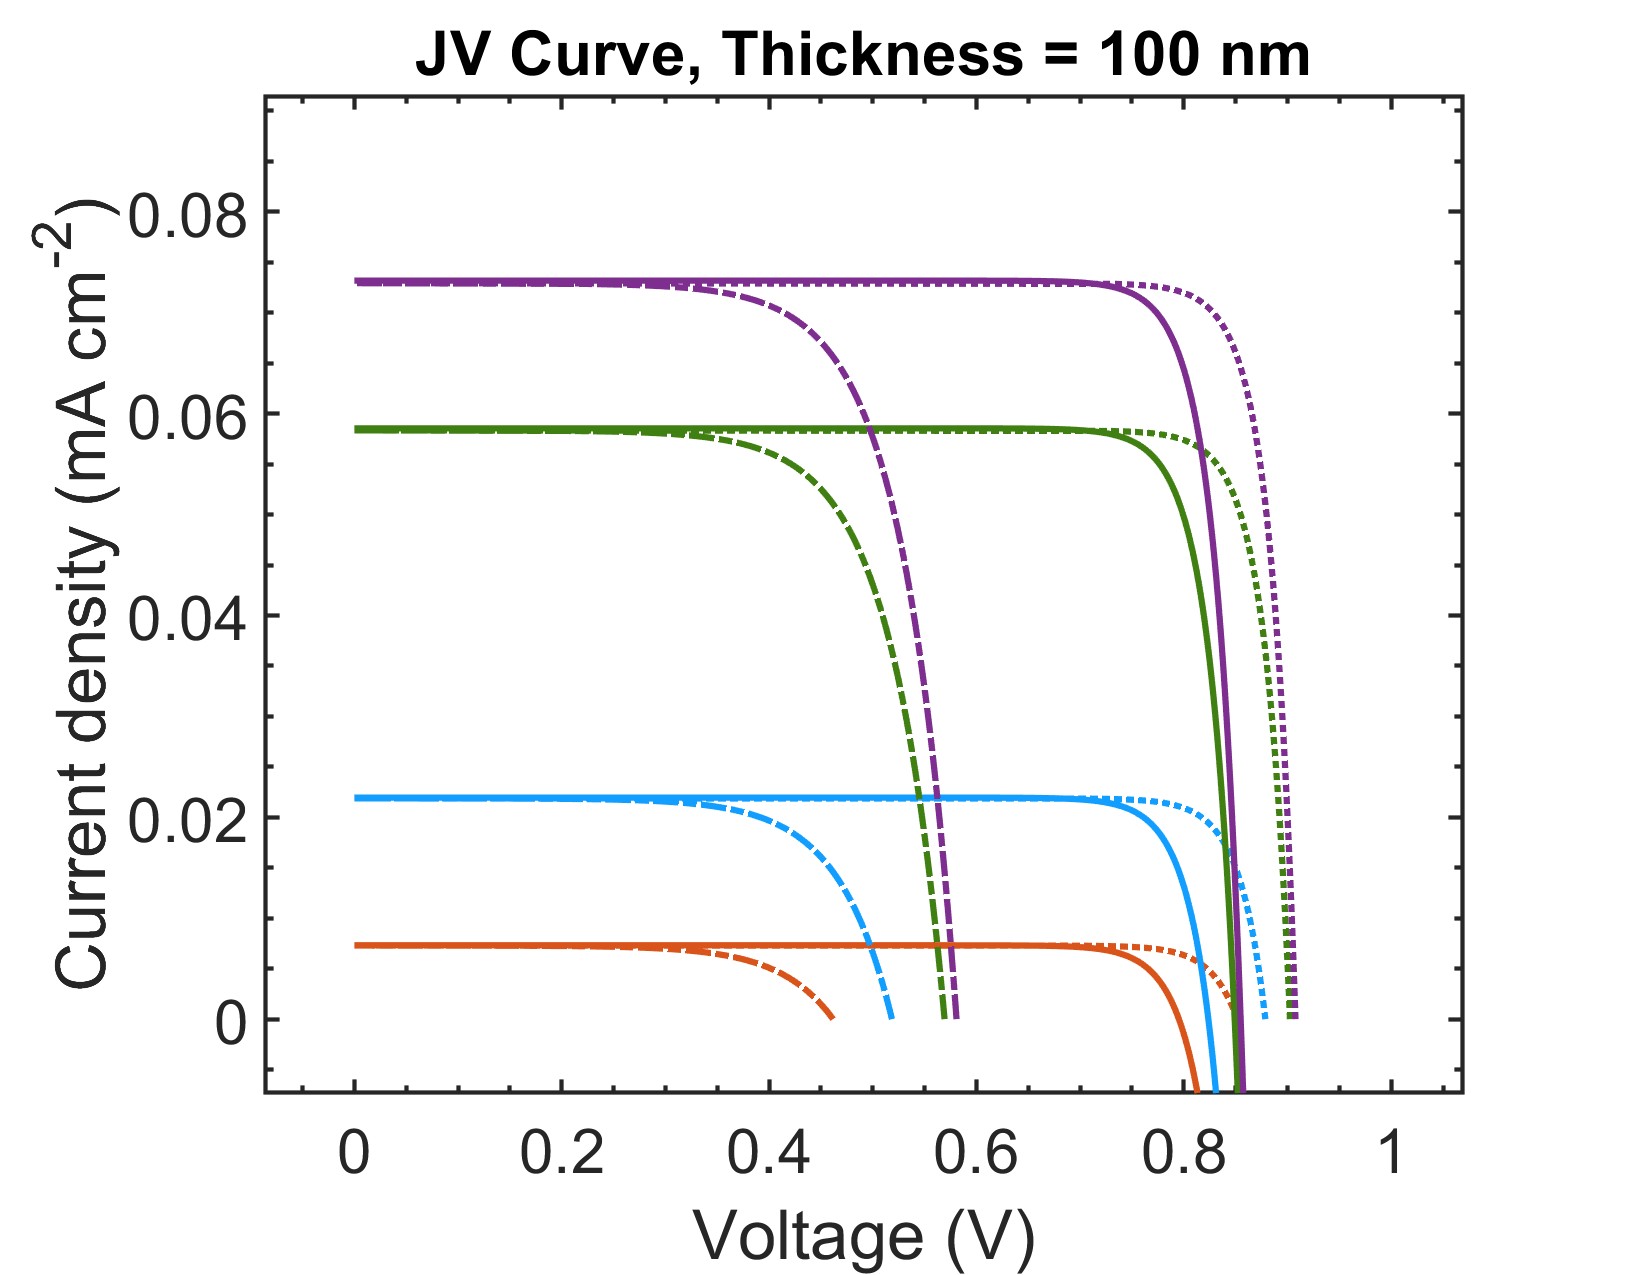 JV Curve, Thickness = 100 nm
Current density (mA cm⁻²)
0.08
0.06
0.04
0.02
0
0 0.2 0.4 0.6 0.8 1
Voltage (V)